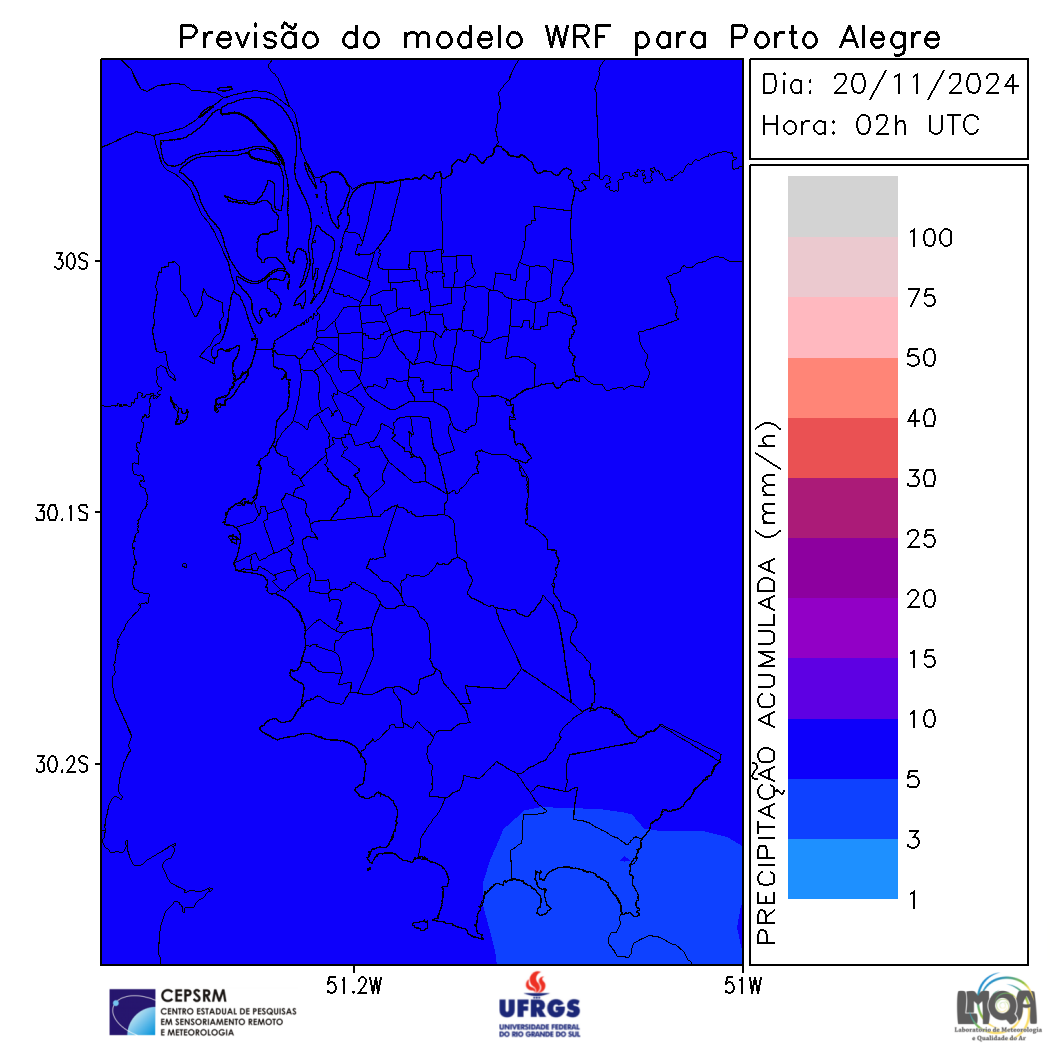 Previsão do modelo WRF para Porto Alegre
Dia: 20/11/2024
Hora: 02h UTC
30S
30.1S
30.2S
51.2W
51W
PRECIPITAÇÃO ACUMULADA (mm/h)
100
75
50
40
30
25
20
15
10
5
3
1
CEPSRM
CENTRO ESTADUAL DE PESQUISAS
EM SENSORIAMENTO REMOTO
E METEOROLOGIA
UFRGS
UNIVERSIDADE FEDERAL
DO RIO GRANDE DO SUL
LMQA
Laboratório de Meteorologia
e Qualidade do Ar